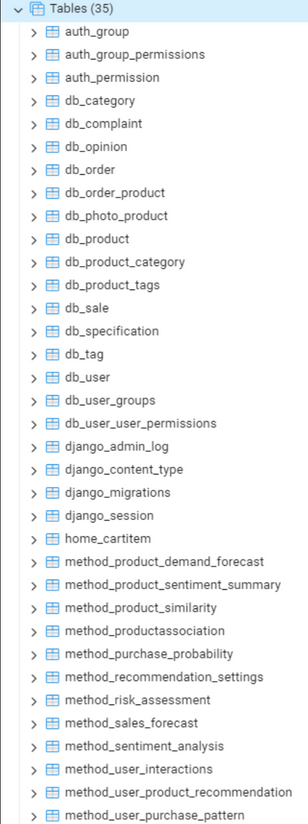 Tables (35)
auth_group
auth_group_permissions
auth_permission
db_category
db_complaint
db_opinion
db_order
db_order_product
db_photo_product
db_product
db_product_category
db_product_tags
db_sale
db_specification
db_tag
db_user
db_user_groups
db_user_user_permissions
django_admin_log
django_content_type
django_migrations
django_session
home_cartitem
method_product_demand_forecast
method_product_sentiment_summary
method_product_similarity
method_productassociation
method_purchase_probability
method_recommendation_settings
method_risk_assessment
method_sales_forecast
method_sentiment_analysis
method_user_interactions
method_user_product_recommendation
method_user_purchase_pattern